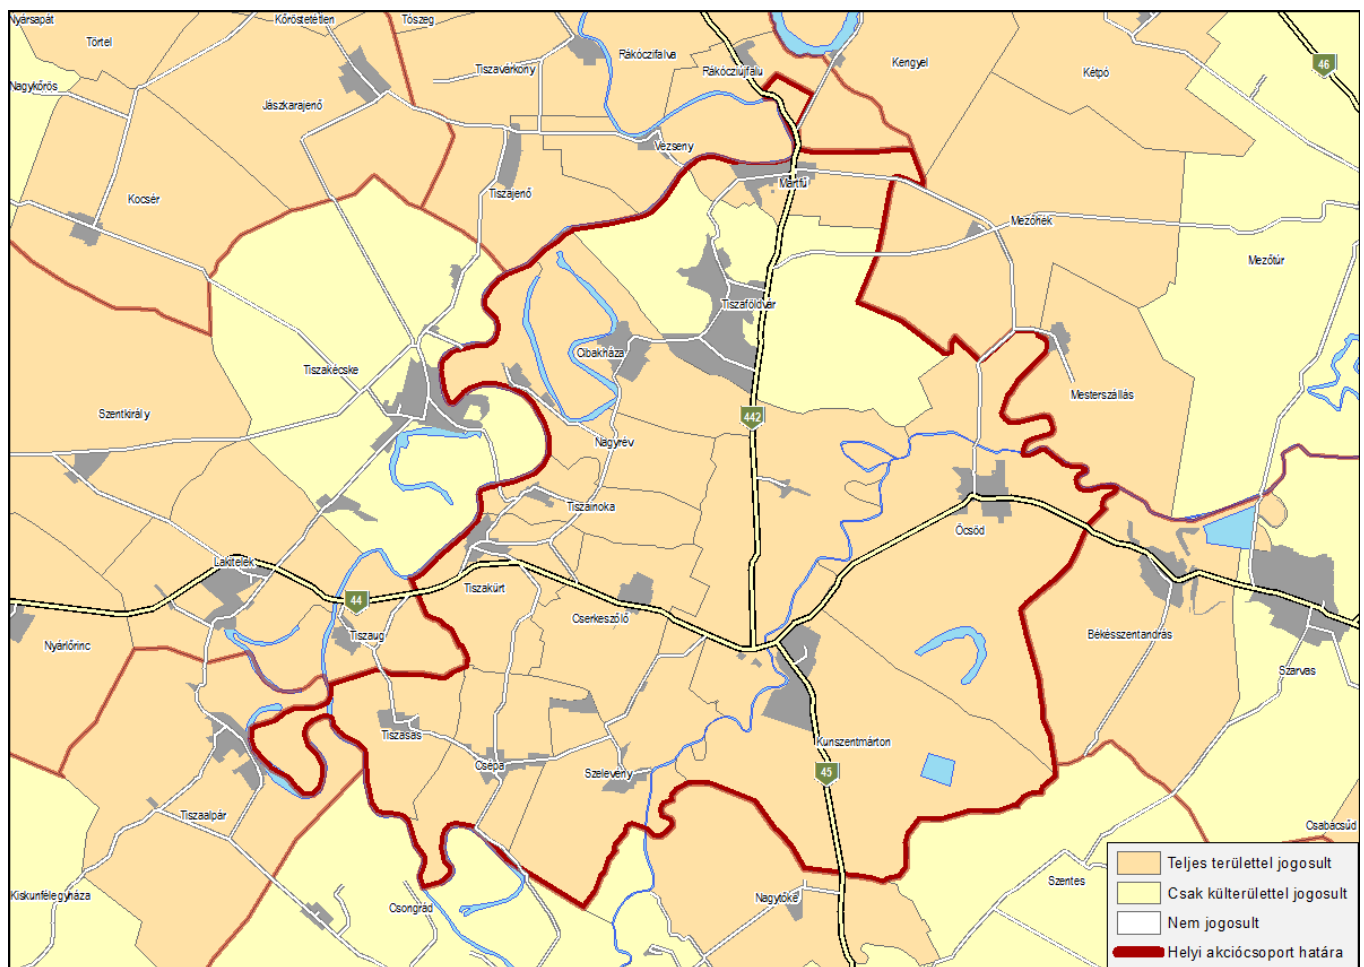 Nyársapát
Kőröstetétlen
Tószeg
Törtel
Rákóczifalva
Tiszavárkony
Rákócziújfalu
Kengyel
Kétpó
46
Nagykőrös
Jászkarajenő
Vezseny
Martfű
Tiszajenő
Kocsér
Mezőhék
Mezőtúr
Tiszaföldvár
Cibakháza
Tiszakécske
Mesterszállás
Szentkirály
442
Nagyrév
Tiszainoka
Öcsöd
Lakitelek
Tiszakürt
44
Cserkeszőlő
Tiszaug
Nyárlőrinc
Békésszentandrás
Szarvas
Tiszasas
Kunszentmárton
Csépa
Szelevény
45
Tiszaalpár
Csabacsűd
Kiskunfélegyháza
Csongrád
Nagytőke
Szentes
Teljes területtel jogosult
Csak külterülettel jogosult
Nem jogosult
Helyi akciócsoport határa